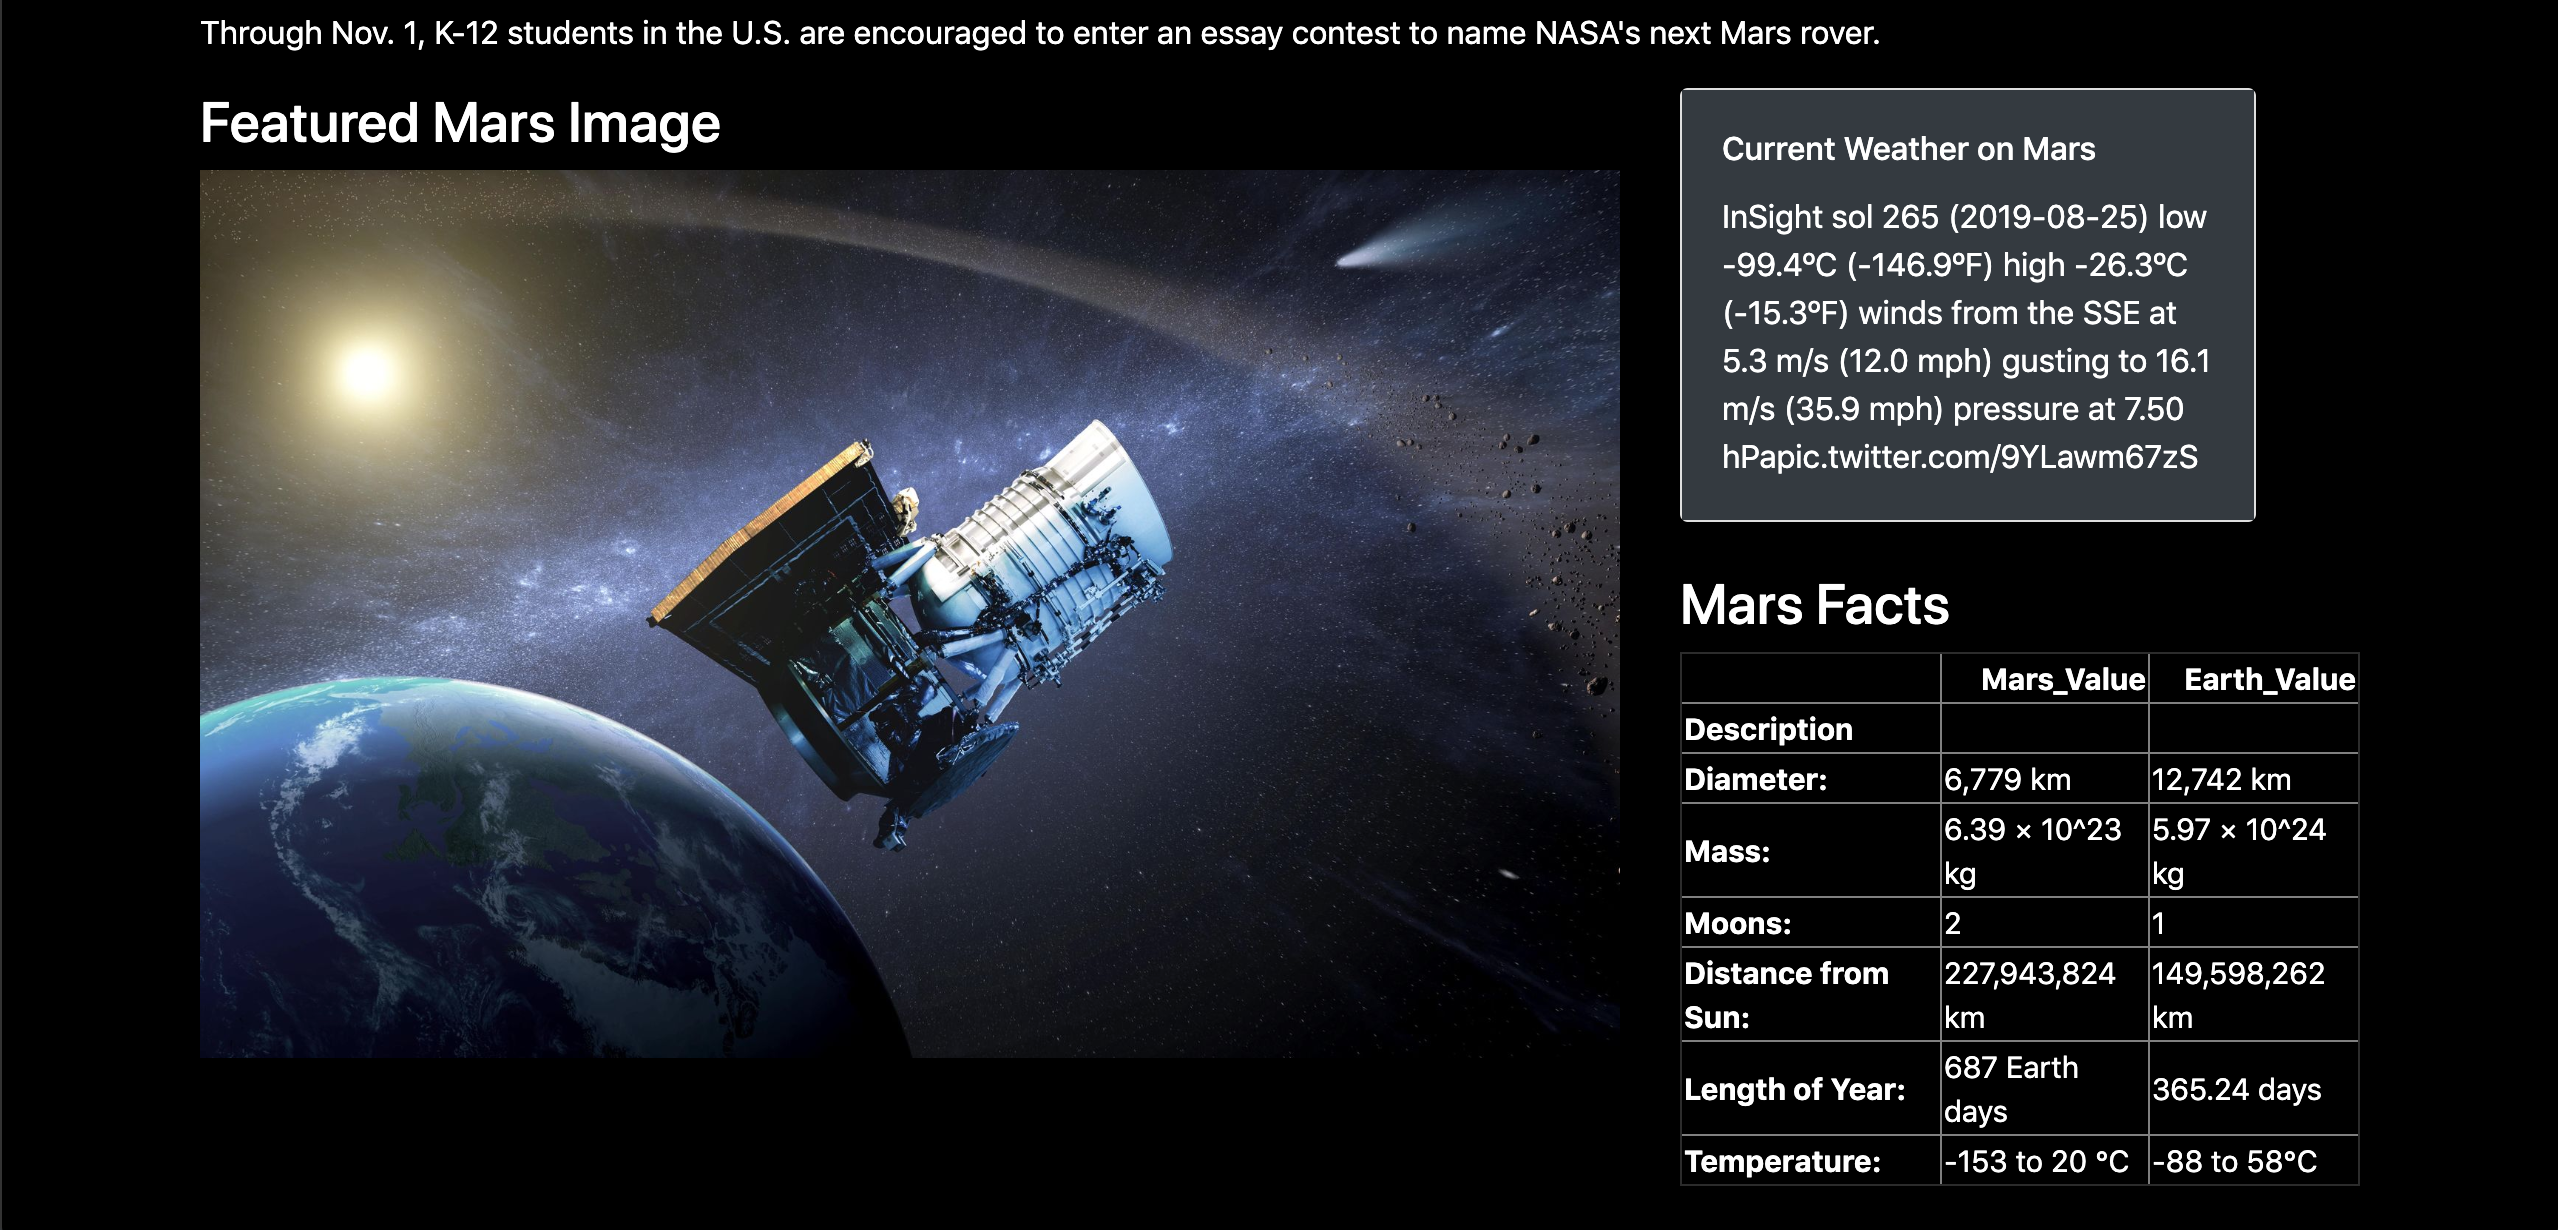 Through Nov. 1, K-12 students in the U.S. are encouraged to enter an essay contest to name NASA's next Mars rover.
Featured Mars Image
Current Weather on Mars
InSight sol 265 (2019-08-25) low
-99.4ºC (-146.9ºF) high -26.3ºC
(-15.3ºF) winds from the SSE at
5.3 m/s (12.0 mph) gusting to 16.1
m/s (35.9 mph) pressure at 7.50
hPapic.twitter.com/9YLawm67zS
Mars Facts
Mars_Value Earth_Value
Description
Diameter: 6,779 km 12,742 km
Mass: 6.39 × 10^23 kg 5.97 × 10^24 kg
Moons: 2 1
Distance from Sun: 227,943,824 km 149,598,262 km
Length of Year: 687 Earth days 365.24 days
Temperature: -153 to 20 °C -88 to 58°C